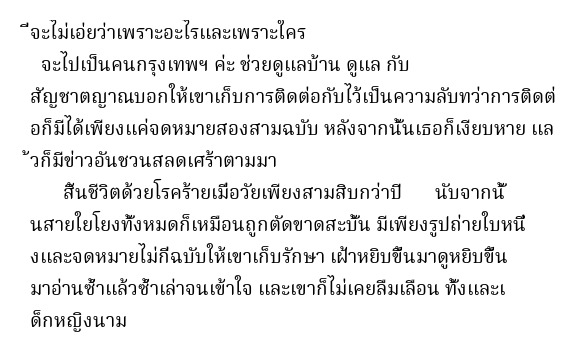 ี่จะไม่เอ่ยว่าเพราะอะไรและเพราะใคร
จะไปเป็นคนกรุงเทพฯ ค่ะ ช่วยดูแลบ้าน ดูแล กับ
สัญชาตญาณบอกให้เขาเก็บการติดต่อกับไว้เป็นความลับทว่าการติดต่
อก็มีได้เพียงแค่จดหมายสองสามฉบับ หลังจากนั้นเธอก็เงียบหาย แล
้วก็มีข่าวอันชวนสลดเศร้าตามมา
สิ้นชีวิตด้วยโรคร้ายเมื่อวัยเพียงสามสิบกว่าปี นับจากนั้
นสายใยโยงทั้งหมดก็เหมือนถูกตัดขาดสะบั้น มีเพียงรูปถ่ายใบหนึ่
งและจดหมายไม่กี่ฉบับให้เขาเก็บรักษา เฝ้าหยิบขึ้นมาดูหยิบขึ้น
มาอ่านซ้ำแล้วซ้ำเล่าจนเข้าใจ และเขาก็ไม่เคยลืมเลือน ทั้งและเ
ด็กหญิงนาม